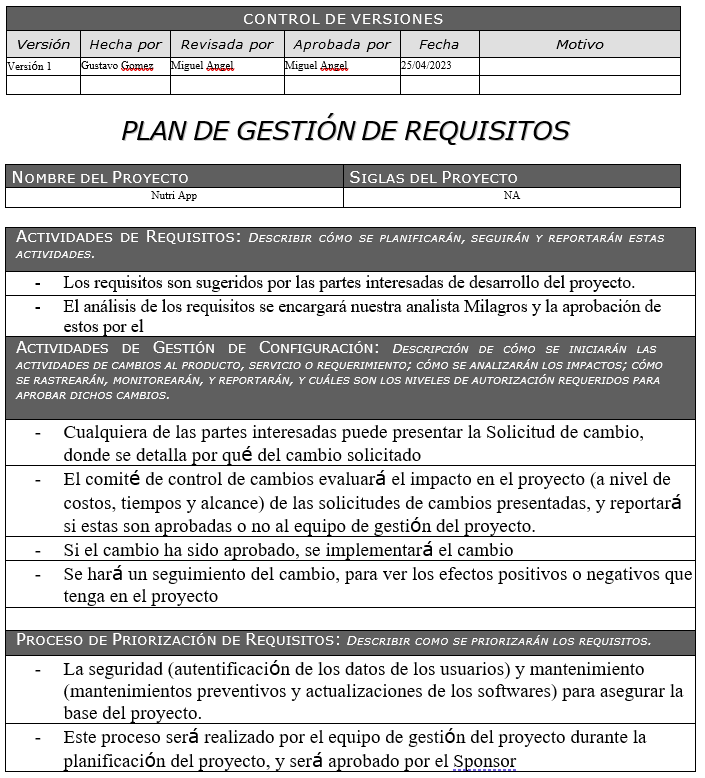 CONTROL DE VERSIONES
Versión Hecha por Revisada por Aprobada por Fecha Motivo
Versión 1 Gustavo Gomez Miguel Angel Miguel Angel 25/04/2023
PLAN DE GESTIÓN DE REQUISITOS
NOMBRE DEL PROYECTO SIGLAS DEL PROYECTO
Nutri App NA
ACTIVIDADES DE REQUISITOS: DESCRIBIR CÓMO SE PLANIFICARÁN, SEGUIRÁN Y REPORTARÁN ESTAS
ACTIVIDADES.
- Los requisitos son sugeridos por las partes interesadas de desarrollo del proyecto.
- El análisis de los requisitos se encargará nuestra analista Milagros y la aprobación de
estos por el
ACTIVIDADES DE GESTIÓN DE CONFIGURACIÓN: DESCRIPCIÓN DE CÓMO SE INICIARÁN LAS
ACTIVIDADES DE CAMBIOS AL PRODUCTO, SERVICIO O REQUERIMIENTO; CÓMO SE ANALIZARÁN LOS IMPACTOS; CÓMO
SE RASTREARÁN, MONITOREARÁN, Y REPORTARÁN, Y CUÁLES SON LOS NIVELES DE AUTORIZACIÓN REQUERIDOS PARA
APROBAR DICHOS CAMBIOS.
- Cualquiera de las partes interesadas puede presentar la Solicitud de cambio,
donde se detalla por qué del cambio solicitado
- El comité de control de cambios evaluará el impacto en el proyecto (a nivel de
costos, tiempos y alcance) de las solicitudes de cambios presentadas, y reportará
si estas son aprobadas o no al equipo de gestión del proyecto.
- Si el cambio ha sido aprobado, se implementará el cambio
- Se hará un seguimiento del cambio, para ver los efectos positivos o negativos que
tenga en el proyecto
PROCESO DE PRIORIZACIÓN DE REQUISITOS: DESCRIBIR COMO SE PRIORIZARÁN LOS REQUISITOS.
- La seguridad (autentificación de los datos de los usuarios) y mantenimiento
(mantenimientos preventivos y actualizaciones de los softwares) para asegurar la
base del proyecto.
- Este proceso será realizado por el equipo de gestión del proyecto durante la
planificación del proyecto, y será aprobado por el Sponsor